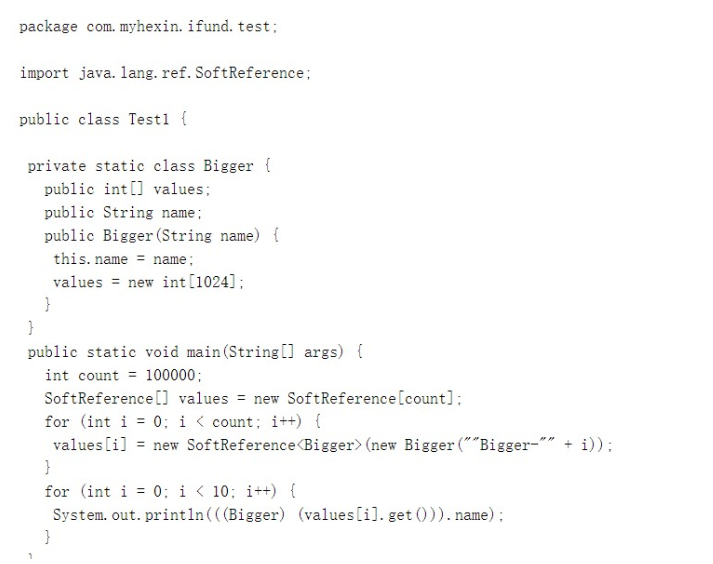 package com.myhexin.ifund.test;
import java.lang.ref.SoftReference;
public class Test1 {
private static class Bigger {
public int[] values;
public String name;
public Bigger(String name) {
this.name = name;
values = new int[1024];
}
}
public static void main(String[] args) {
int count = 100000;
SoftReference[] values = new SoftReference[count];
for (int i = 0; i < count; i++) {
values[i] = new SoftReference<Bigger>(new Bigger(""Bigger-"" + i));
}
for (int i = 0; i < 10; i++) {
System.out.println(((Bigger) (values[i].get())).name);
}